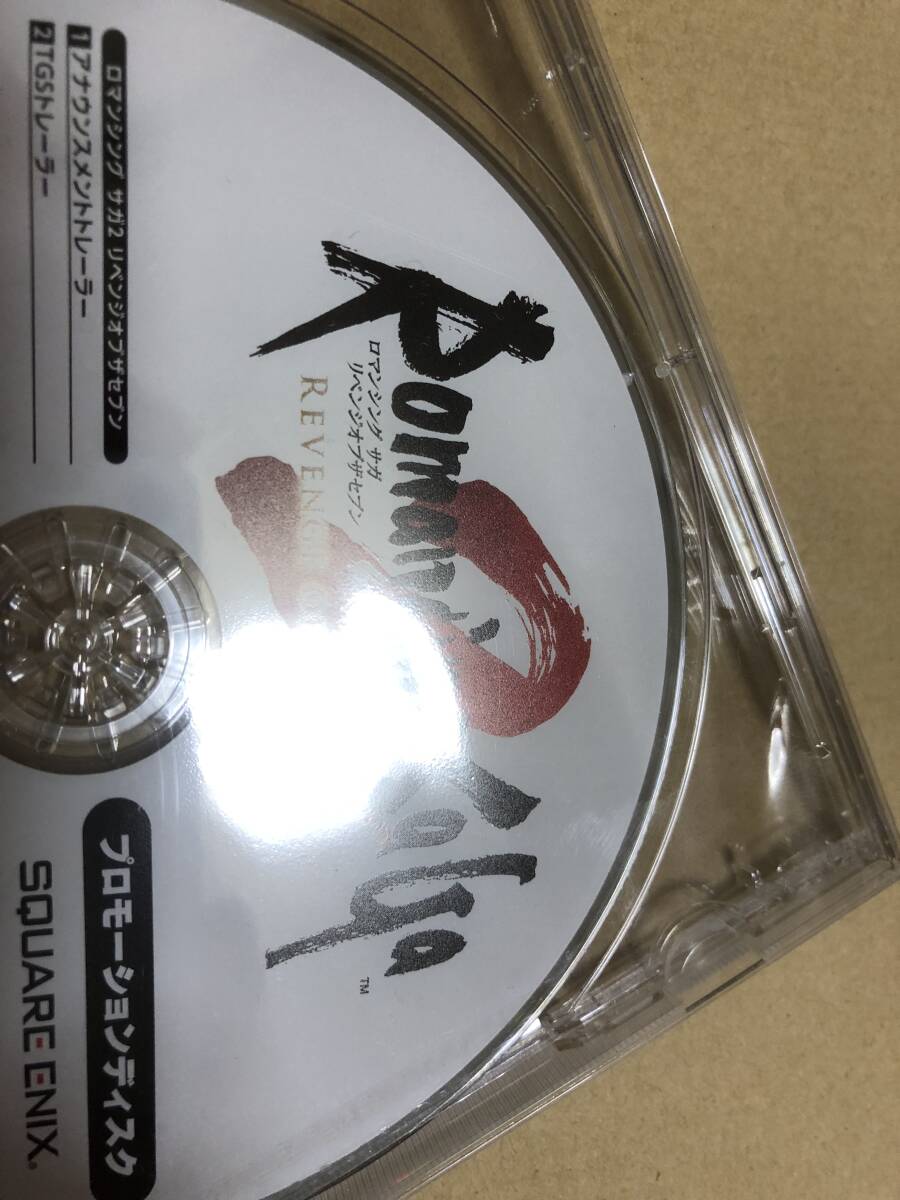 Romancing SaGa™
ロマンシング サガ
リベンジオブザセブン
REVENGE
ロマンシング サガ2 リベンジオブザセブン
1 アナウンスメントトレーラー
2 TGSトレーラー
プロモーションディスク
SQUARE ENIX®